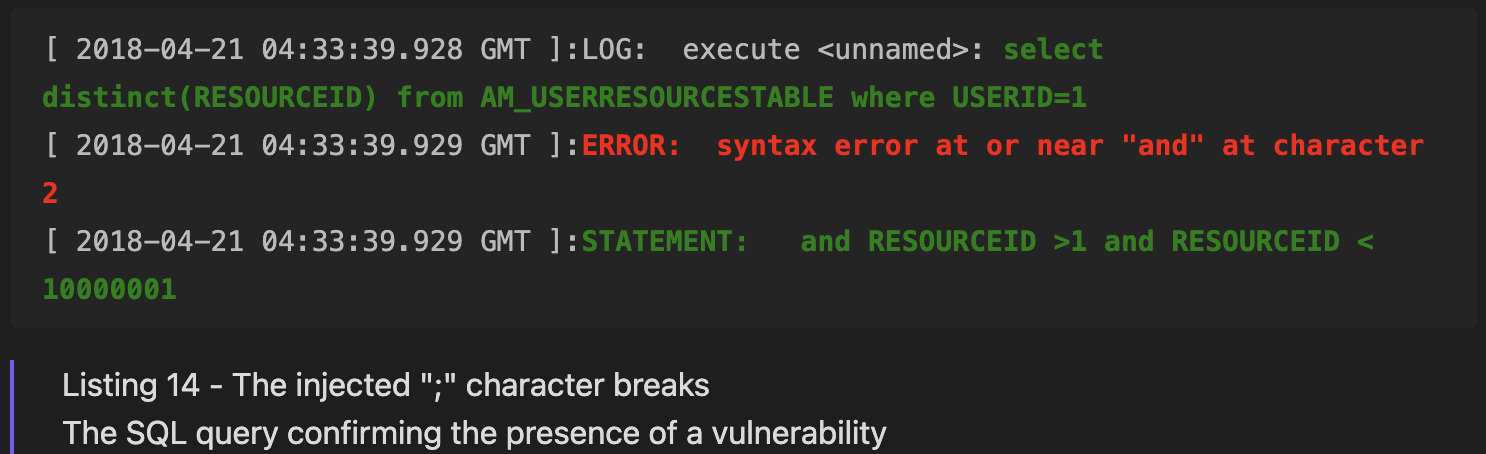 [ 2018-04-21 04:33:39.928 GMT ]:LOG:  execute <unnamed>: select
distinct(RESOURCEID) from AM_USERRESOURCESTABLE where USERID=1
[ 2018-04-21 04:33:39.929 GMT ]:ERROR:  syntax error at or near "and" at character
2
[ 2018-04-21 04:33:39.929 GMT ]:STATEMENT:   and RESOURCEID >1 and RESOURCEID <
10000001
Listing 14 - The injected ";" character breaks
The SQL query confirming the presence of a vulnerability